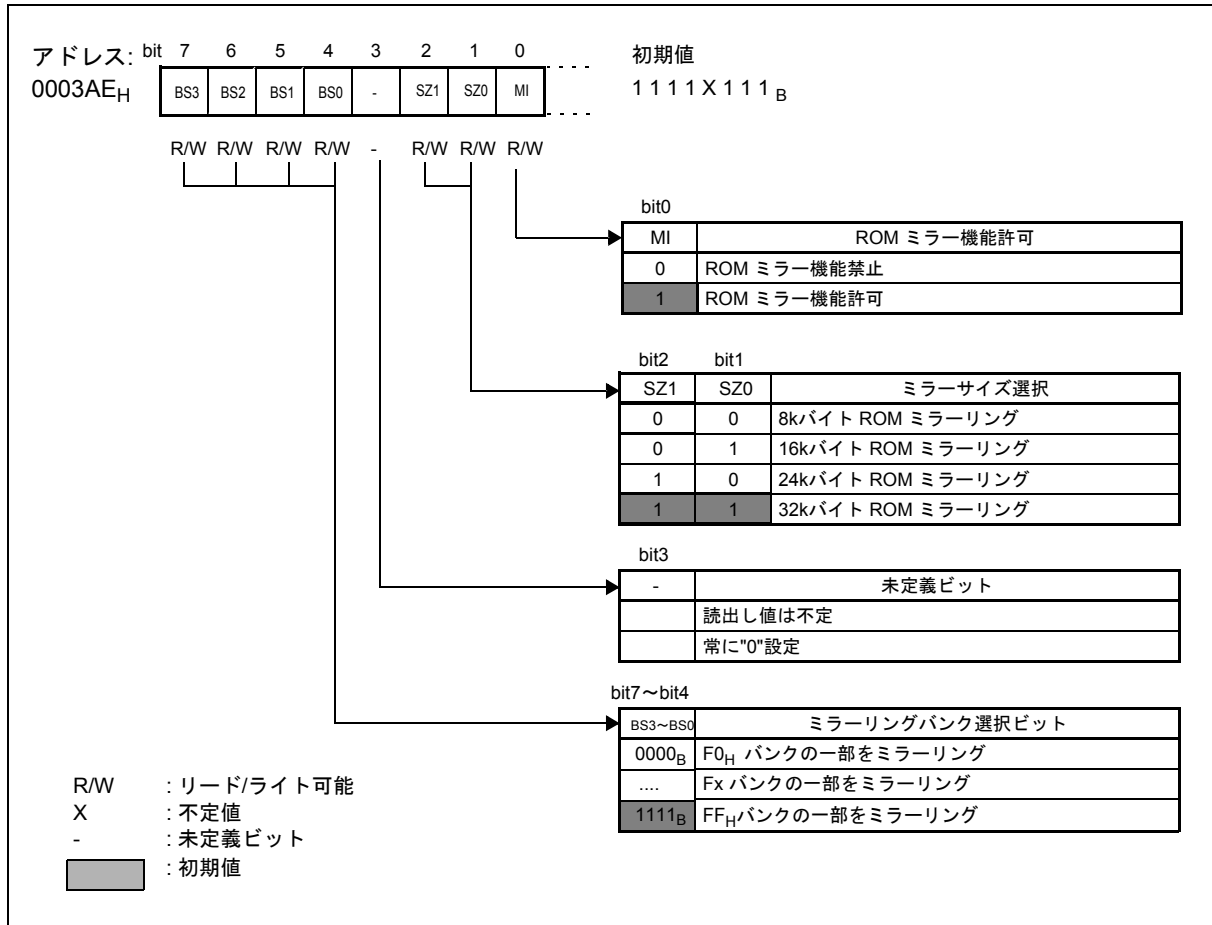 アドレス: bit 7 6 5 4 3 2 1 0 初期値
0003AEH BS3 BS2 BS1 BS0 - SZ1 SZ0 MI 1 1 1 1 X 1 1 1 B
R/W R/W R/W R/W - R/W R/W R/W
bit0
MI ROM ミラー機能許可
0 ROM ミラー機能禁止
1 ROM ミラー機能許可
bit2 bit1
SZ1 SZ0 ミラーサイズ選択
0 0 8kバイト ROM ミラーリング
0 1 16kバイト ROM ミラーリング
1 0 24kバイト ROM ミラーリング
1 1 32kバイト ROM ミラーリング
bit3
- 未定義ビット
読出し値は不定
常に"0"設定
bit7～bit4
BS3~BS0 ミラーリングバンク選択ビット
0000B F0H バンクの一部をミラーリング
.... Fx バンクの一部をミラーリング
1111B FFHバンクの一部をミラーリング
R/W : リード/ライト可能
X : 不定値
- : 未定義ビット
: 初期値